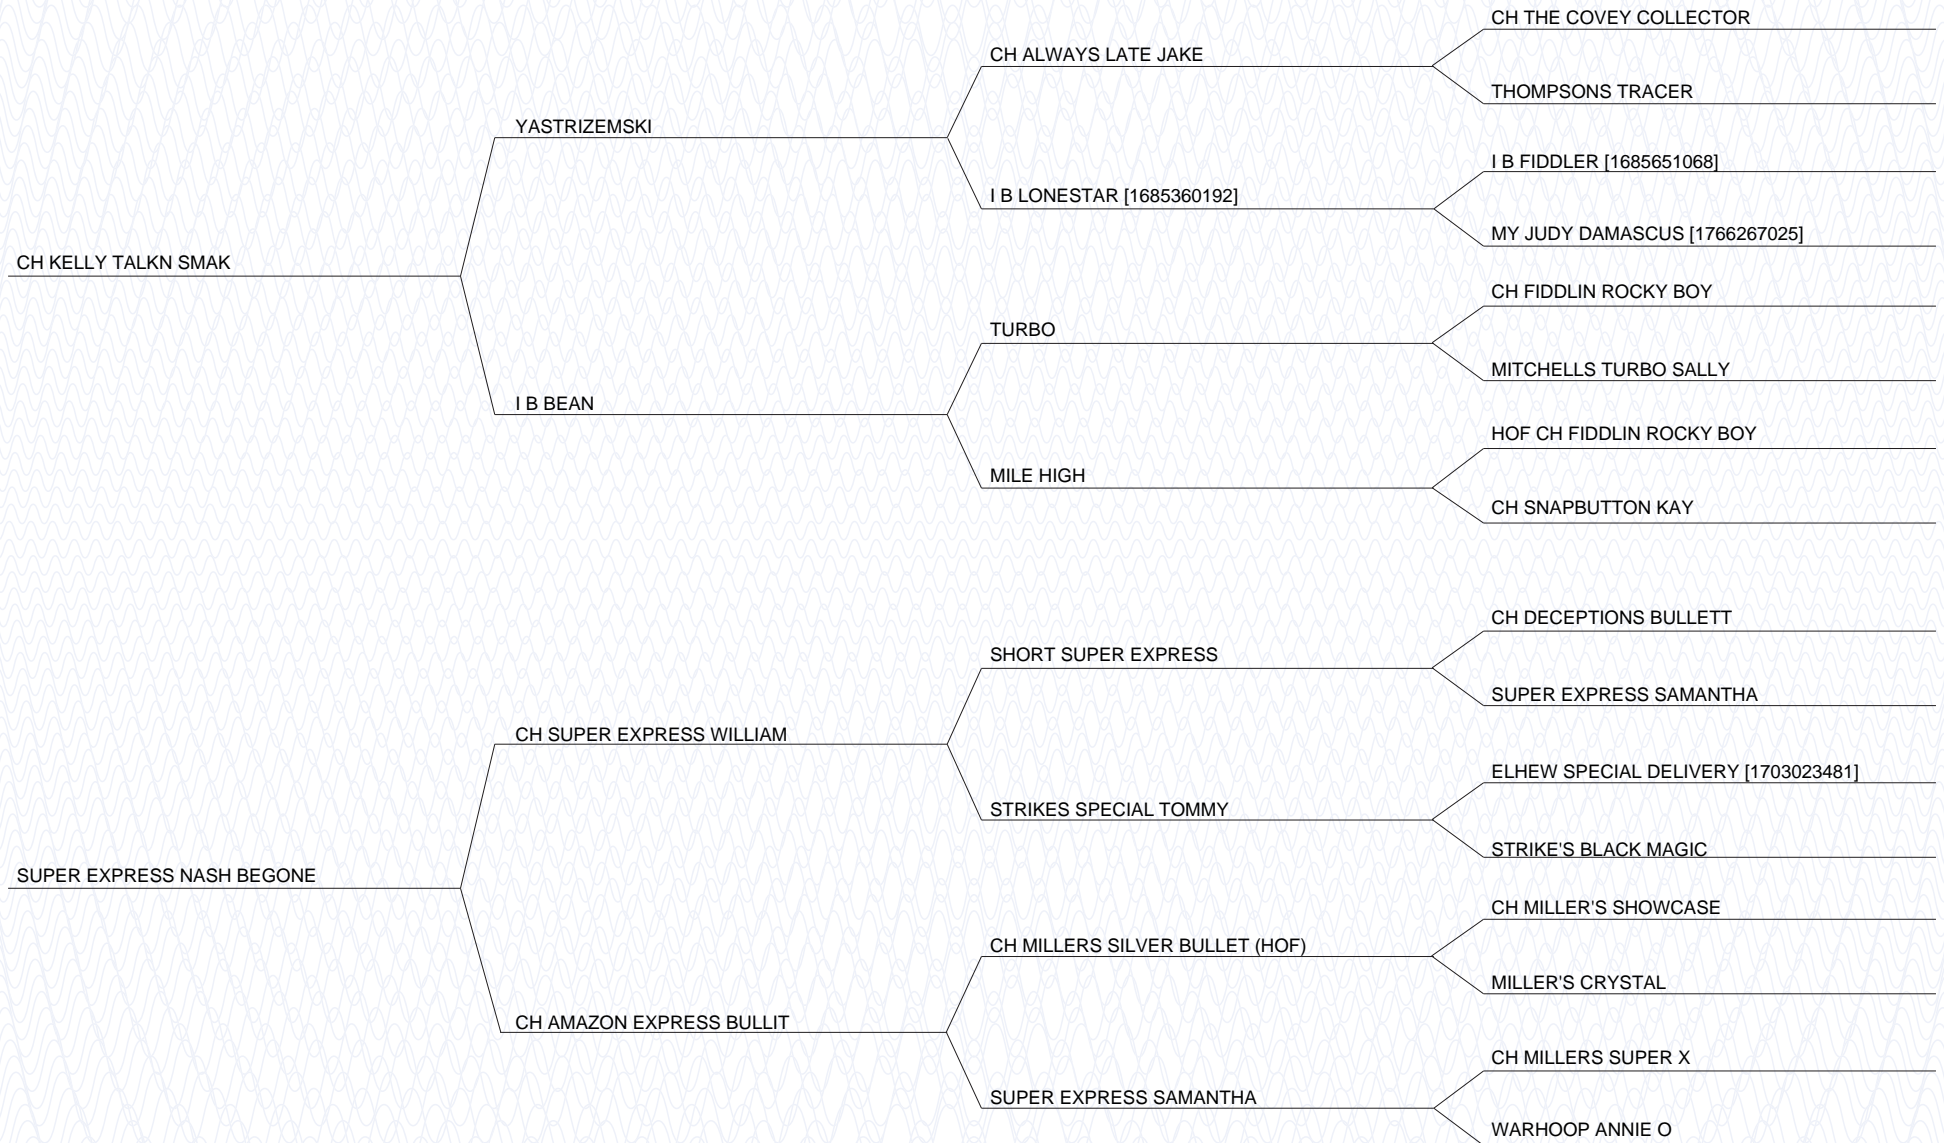 CH THE COVEY COLLECTOR
CH ALWAYS LATE JAKE
THOMPSONS TRACER
YASTRIZEMSKI
I B FIDDLER [1685651068]
I B LONESTAR [1685360192]
MY JUDY DAMASCUS [1766267025]
CH KELLY TALKN SMAK
CH FIDDLIN ROCKY BOY
TURBO
MITCHELLS TURBO SALLY
I B BEAN
HOF CH FIDDLIN ROCKY BOY
MILE HIGH
CH SNAPBUTTON KAY
CH DECEPTIONS BULLETT
SHORT SUPER EXPRESS
SUPER EXPRESS SAMANTHA
CH SUPER EXPRESS WILLIAM
ELHEW SPECIAL DELIVERY [1703023481]
STRIKES SPECIAL TOMMY
STRIKE'S BLACK MAGIC
SUPER EXPRESS NASH BEGONE
CH MILLER'S SHOWCASE
CH MILLERS SILVER BULLET (HOF)
MILLER'S CRYSTAL
CH AMAZON EXPRESS BULLIT
CH MILLERS SUPER X
SUPER EXPRESS SAMANTHA
WARHOOP ANNIE O